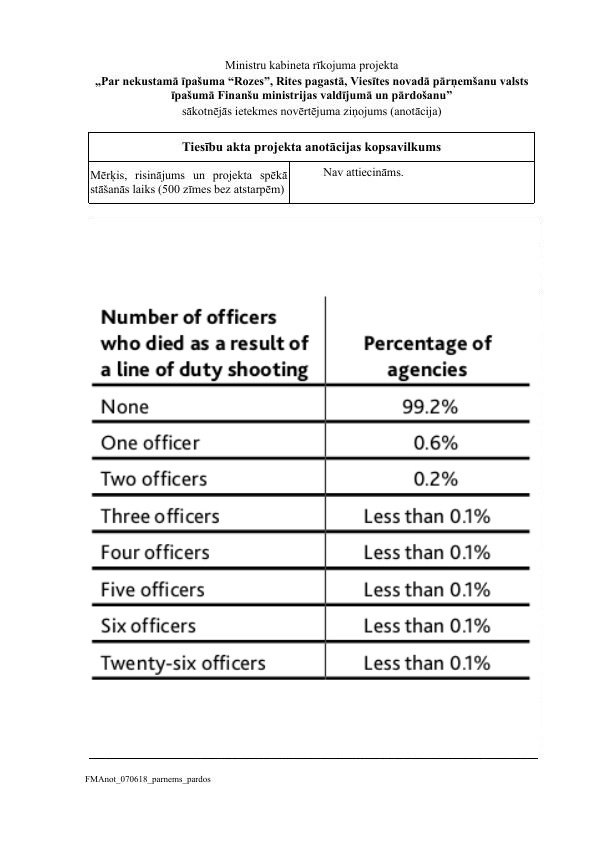 Ministru kabineta rīkojuma projekta
„Par nekustamā īpašuma “Rozes”, Rites pagastā, Viesītes novadā pārņemšanu valsts
īpašumā Finanšu ministrijas valdījumā un pārdošanu”
sākotnējās ietekmes novērtējuma ziņojums (anotācija)
Tiesību akta projekta anotācijas kopsavilkums
Mērķis, risinājums un projekta spēkā
stāšanās laiks (500 zīmes bez atstarpēm)
Nav attiecināms.
Number of officers
who died as a result of
a line of duty shooting
Percentage of
agencies
None 99.2%
One officer 0.6%
Two officers 0.2%
Three officers Less than 0.1%
Four officers Less than 0.1%
Five officers Less than 0.1%
Six officers Less than 0.1%
Twenty-six officers Less than 0.1%
FMAnot_070618_parnems_pardos